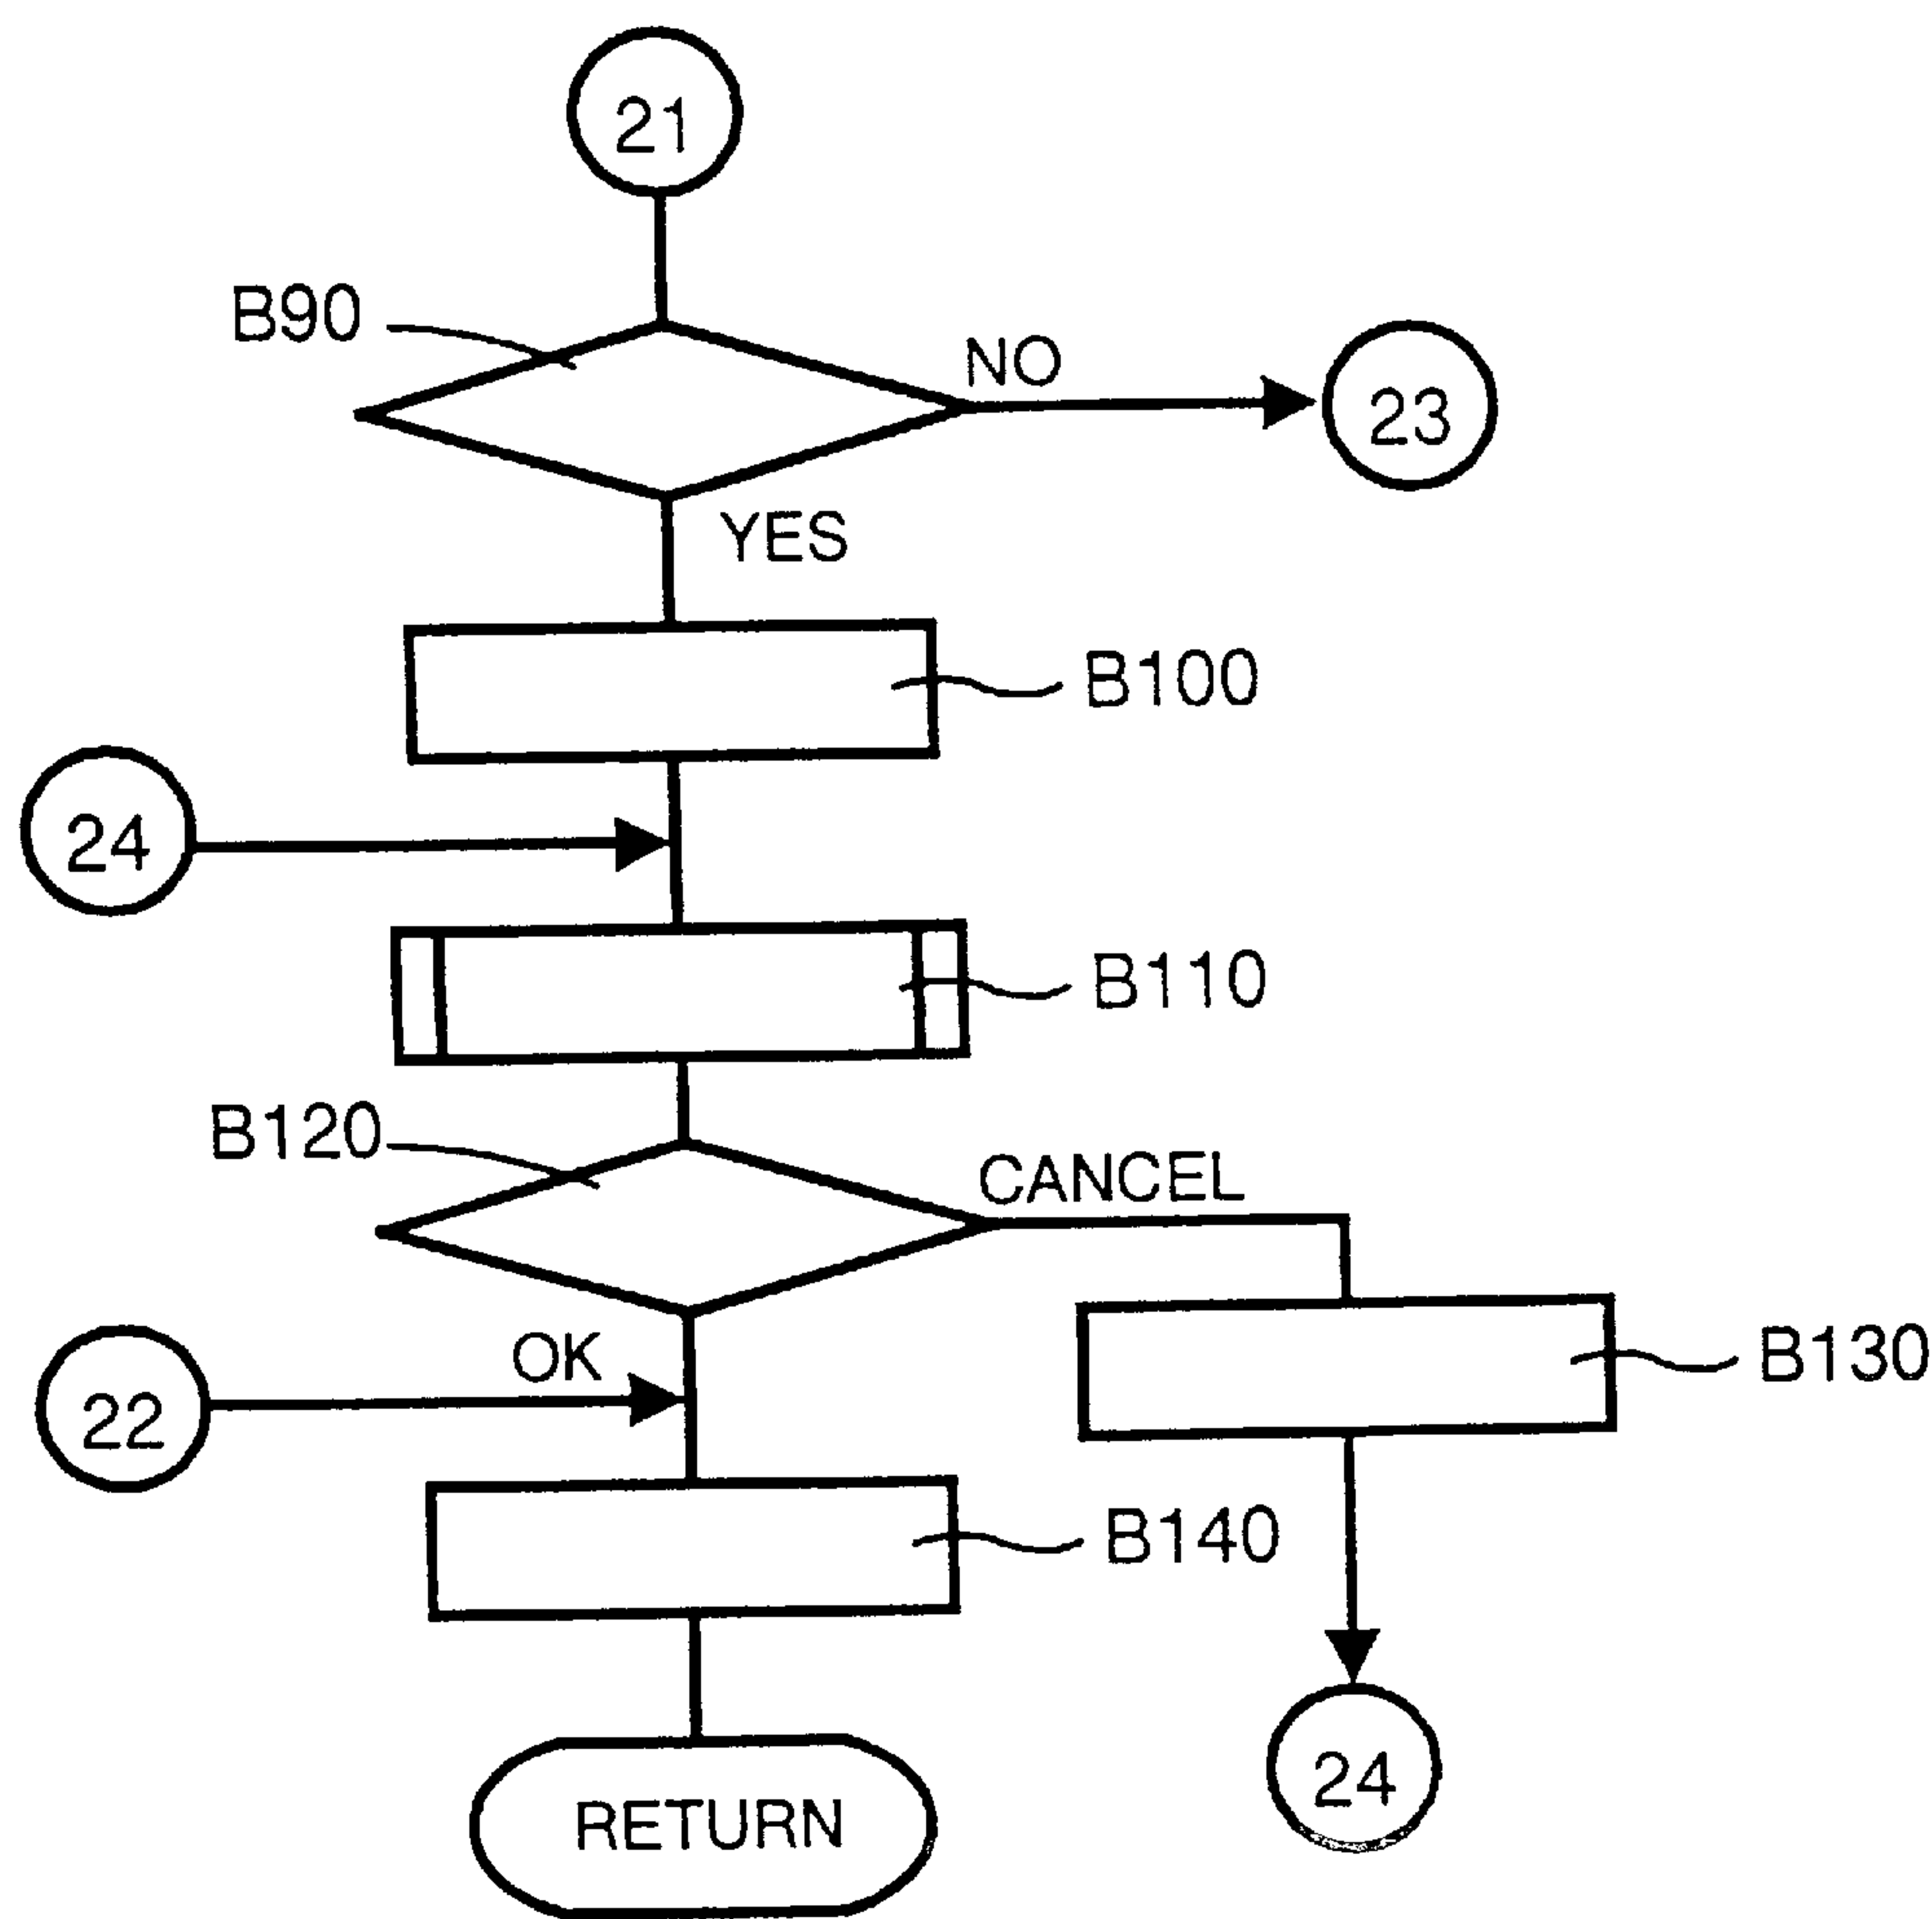 21
B90
NO
23
YES
B100
24
B110
B120
CANCEL
OK
22
B130
B140
24
RETURN